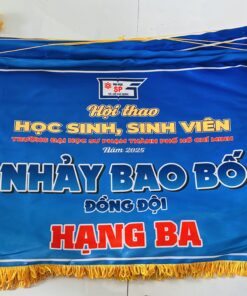 SP
Hội thao
HỌC SINH, SINH VIÊN
TRƯỜNG ĐẠI HỌC SƯ PHẠM THÀNH PHỐ HỒ CHÍ MINH
Năm 2025
NHẢY BAO BỐ
ĐỒNG ĐỘI
HẠNG BA